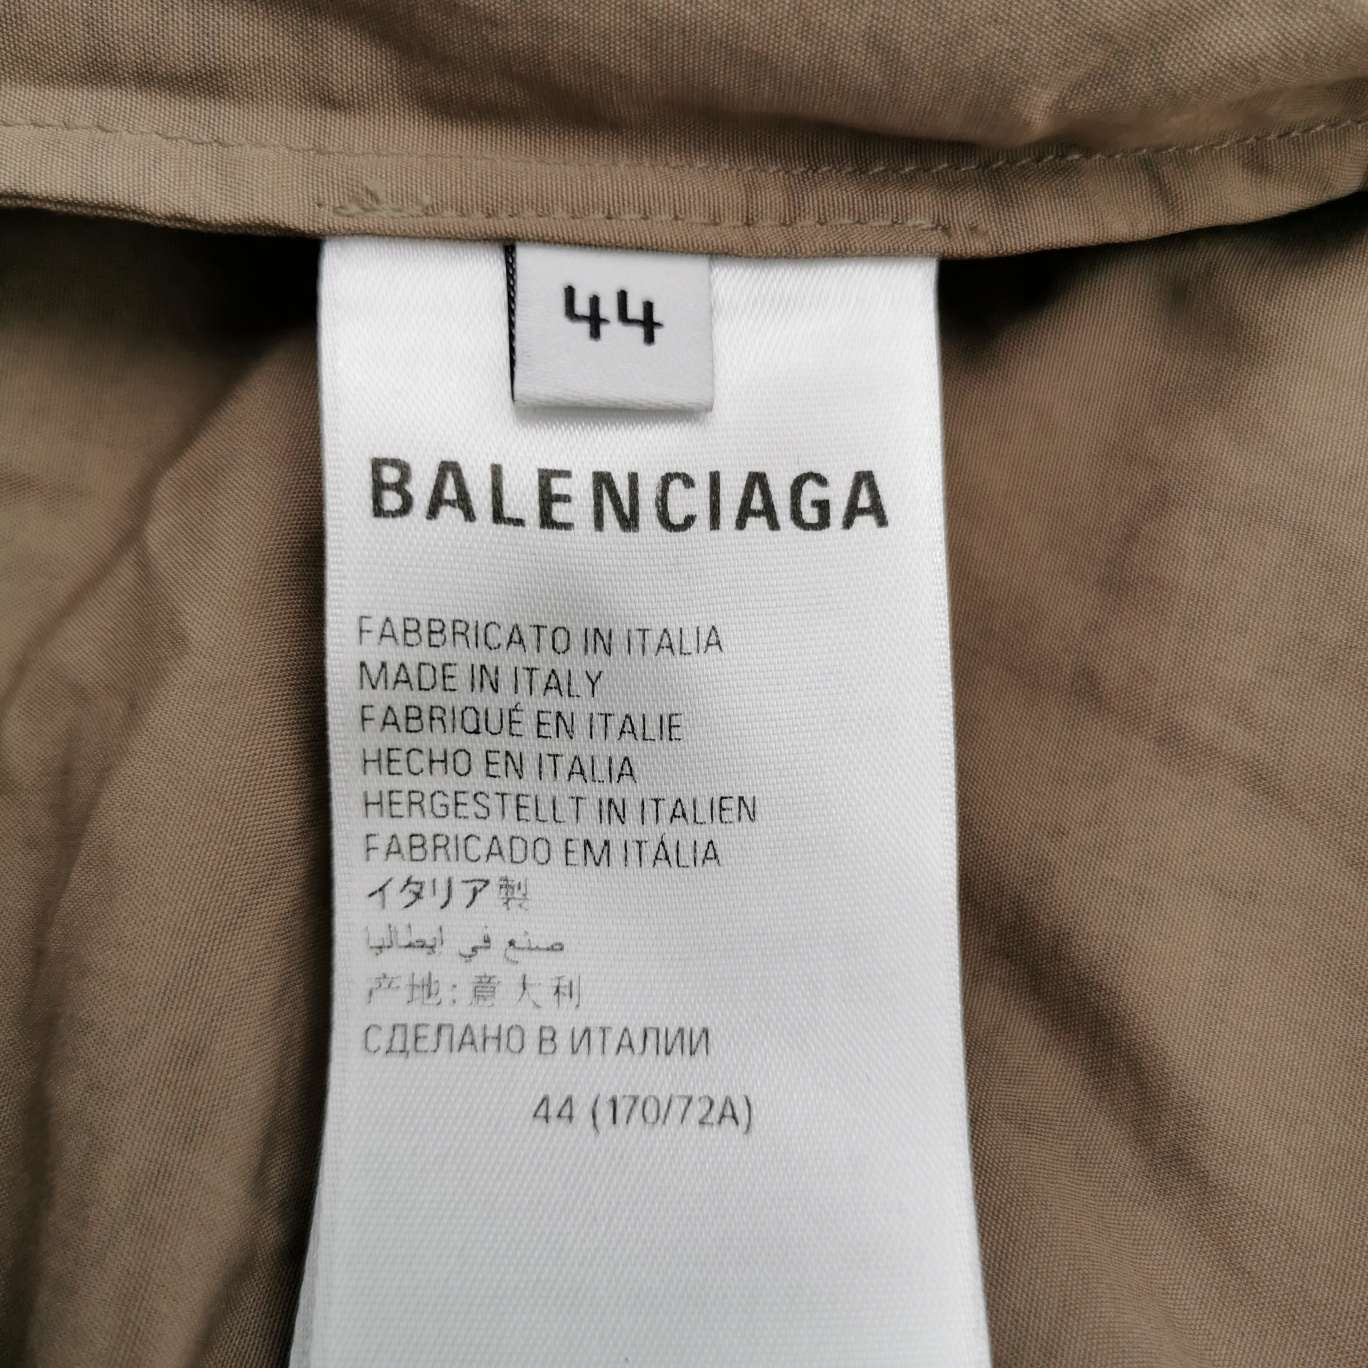 44
BALENCIAGA
FABBRICATO IN ITALIA
MADE IN ITALY
FABRIQUÉ EN ITALIE
HECHO EN ITALIA
HERGESTELLT IN ITALIEN
FABRICADO EM ITÁLIA
イタリア製
صنع في ايطاليا
产地:意大利
СДЕЛАНО В ИТАЛИИ
44 (170/72A)